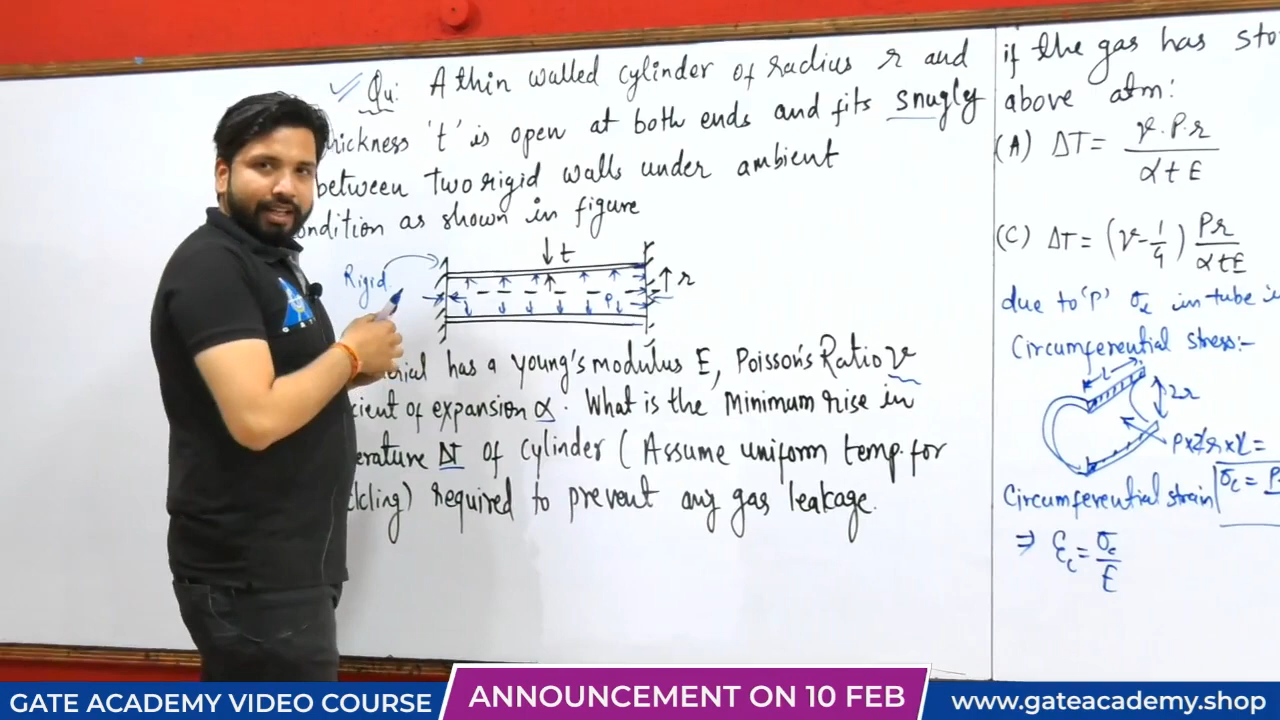 Qu: A thin walled cylinder of radius r and
thickness 't' is open at both ends and fits snugly
between two rigid walls under ambient
condition as shown in figure
t
Rigid
r
P
has a young's modulus E, Poisson's Ratio ν
of expansion α. What is the Minimum rise in
ΔT of cylinder (Assume uniform temp. for
required to prevent any gas leakage.
if the gas has
above atm:
(A) ΔT = ν.P.r / αtE
(C) ΔT = (ν-1/4) Pr / αtE
due to 'P' in tube
Circumferential stress:-
L
2r
P×2r×L =
Circumferential strain
σc =
⇒ εc = σc / E
GATE ACADEMY VIDEO COURSE
ANNOUNCEMENT ON 10 FEB
www.gateacademy.shop